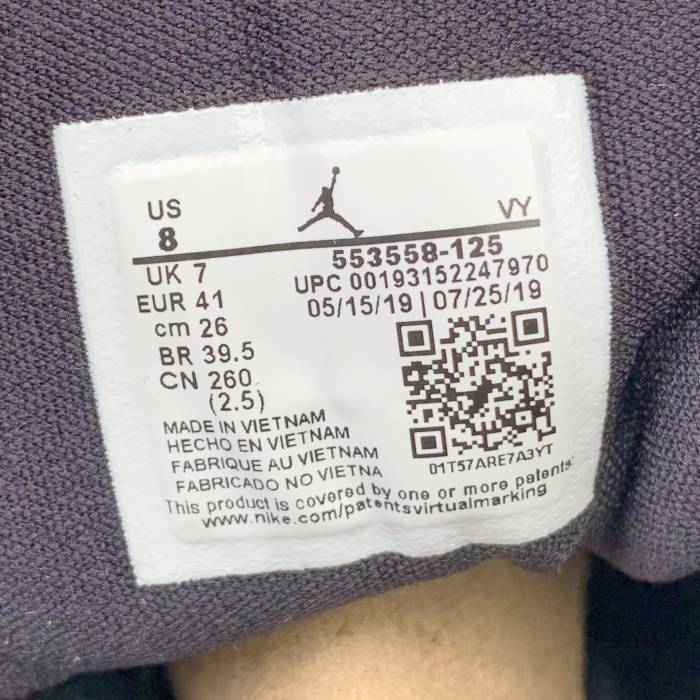 US
8
VY
553558-125
UK 7
UPC 00193152247970
EUR 41
05/15/19 | 07/25/19
cm 26
BR 39.5
CN 260
(2.5)
MADE IN VIETNAM
HECHO EN VIETNAM
FABRIQUE AU VIETNAM
FABRICADO NO VIETNA
01T57ARE7A3YT
This product is covered by one or more patents:
www.nike.com/patentsvirtualmarking